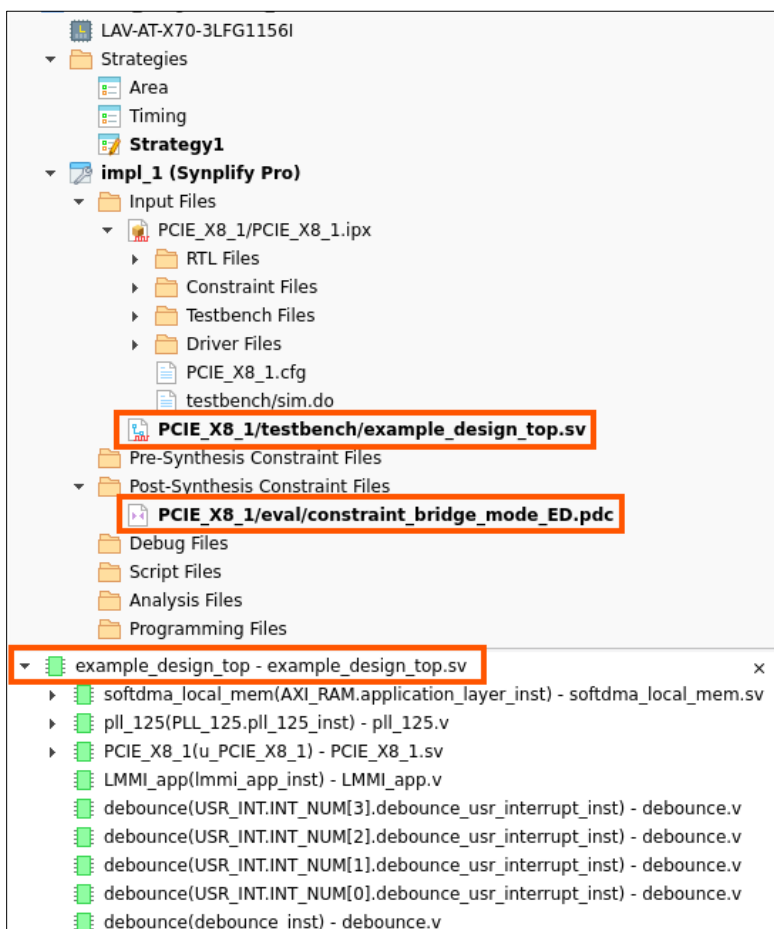 LAV-AT-X70-3LFG1156I
Strategies
Area
Timing
Strategy1
impl_1 (Synplify Pro)
Input Files
PCIE_X8_1/PCIE_X8_1.ipx
RTL Files
Constraint Files
Testbench Files
Driver Files
PCIE_X8_1.cfg
testbench/sim.do
PCIE_X8_1/testbench/example_design_top.sv
Pre-Synthesis Constraint Files
Post-Synthesis Constraint Files
PCIE_X8_1/eval/constraint_bridge_mode_ED.pdc
Debug Files
Script Files
Analysis Files
Programming Files
example_design_top - example_design_top.sv
softdma_local_mem(AXI_RAM.application_layer_inst) - softdma_local_mem.sv
pll_125(PLL_125.pll_125_inst) - pll_125.v
PCIE_X8_1(u_PCIE_X8_1) - PCIE_X8_1.sv
LMMI_app(lmmi_app_inst) - LMMI_app.v
debounce(USR_INT.INT_NUM[3].debounce_usr_interrupt_inst) - debounce.v
debounce(USR_INT.INT_NUM[2].debounce_usr_interrupt_inst) - debounce.v
debounce(USR_INT.INT_NUM[1].debounce_usr_interrupt_inst) - debounce.v
debounce(USR_INT.INT_NUM[0].debounce_usr_interrupt_inst) - debounce.v
debounce(debounce_inst) - debounce.v